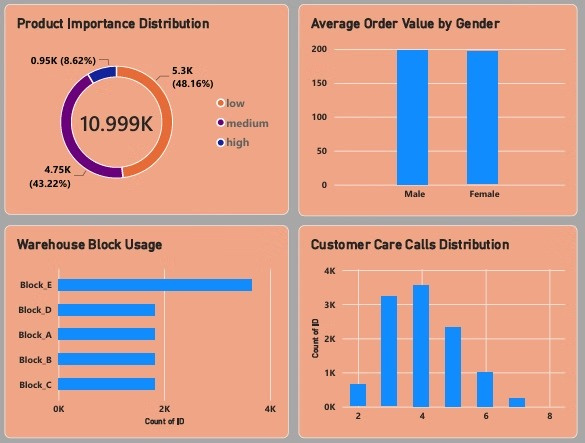 Product Importance Distribution
0.95K (8.62%)
5.3K
(48.16%)
10.999K
low
medium
high
4.75K
(43.22%)
Average Order Value by Gender
200
150
100
50
0
Male Female
Warehouse Block Usage
Block_E
Block_D
Block_A
Block_B
Block_C
0K 2K 4K
Count of ID
Customer Care Calls Distribution
4K
3K
2K
1K
0K
Count of ID
2 4 6 8